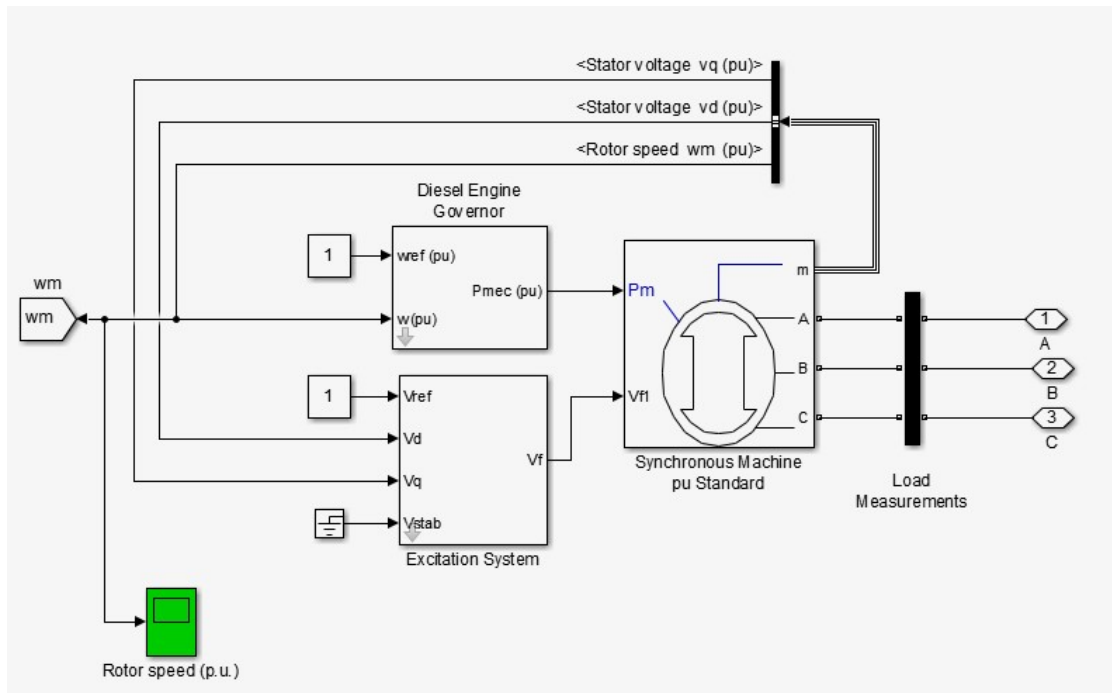 <Stator voltage vq (pu)>
<Stator voltage vd (pu)>
<Rotor speed wm (pu)>
Diesel Engine
Governor
1
wref (pu)
Pmec (pu)
w(pu)
wm
wm
Pm
m
A
B
C
Vf1
1
A
2
B
3
C
1
Vref
Vd
Vq
Vstab
Vf
Excitation System
Synchronous Machine
pu Standard
Load
Measurements
Rotor speed (p.u.)